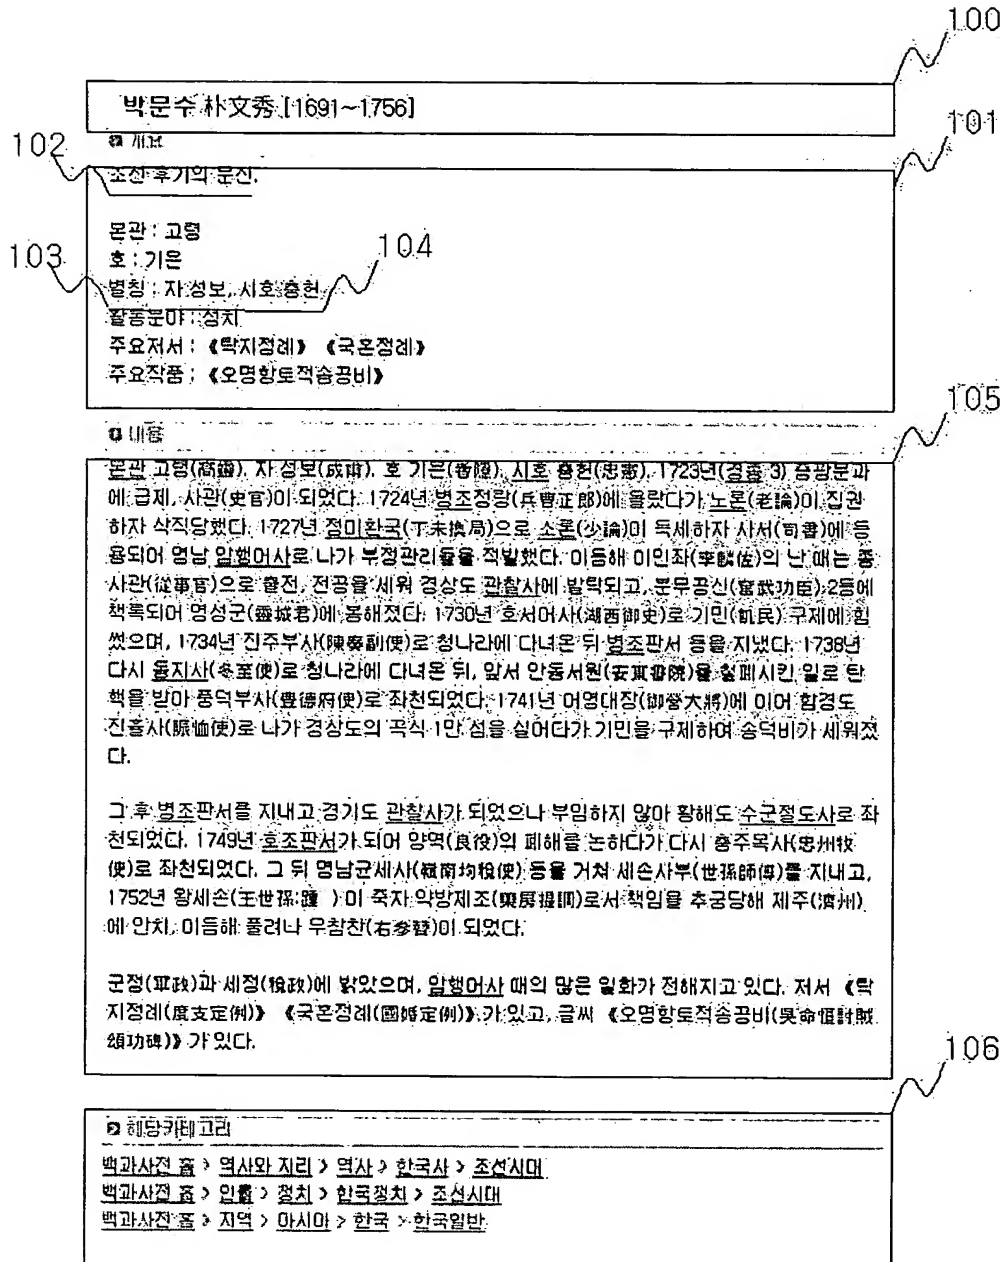 100
박문수 朴文秀 [1691~1756]
101
개요
102
조선 후기의 문신.
본관 : 고령
104
103
호 : 기은
별칭 : 자 성보, 시호 충헌
활동분야 : 정치
주요저서 : 《탁지정례》 《국혼정례》
주요작품 : 《오명항토적송공비》
105
내용
본관 고령(高靈). 자 성보(成甫). 호 기은(耆隱). 시호 충헌(忠憲). 1723년(경종 3) 증광문과
에 급제, 사관(史官)이 되었다. 1724년 병조정랑(兵曹正郞)에 올랐다가 노론(老論)이 집권
하자 삭직당했다. 1727년 정미환국(丁未換局)으로 소론(少論)이 득세하자 사서(司書)에 등
용되어 영남 암행어사로 나가 부정관리들을 적발했다. 이듬해 이인좌(李麟佐)의 난 때는 종
사관(從事官)으로 출전, 전공을 세워 경상도 관찰사에 발탁되고, 분무공신(奮武功臣) 2등에
책록되어 영성군(靈城君)에 봉해졌다. 1730년 호서어사(湖西御史)로 기민(飢民) 구제에 힘
썼으며, 1734년 진주부사(陳奏副使)로 청나라에 다녀온 뒤 병조판서 등을 지냈다. 1738년
다시 동지사(冬至使)로 청나라에 다녀온 뒤, 앞서 안동서원(安東書院)을 철폐시킨 일로 탄
핵을 받아 풍덕부사(豊德府使)로 좌천되었다. 1741년 어영대장(御營大將)에 이어 함경도
진휼사(賑恤使)로 나가 경상도의 곡식 1만 섬을 실어다가 기민을 구제하여 송덕비가 세워졌
다.
그 후 병조판서를 지내고 경기도 관찰사가 되었으나 부임하지 않아 황해도 수군절도사로 좌
천되었다. 1749년 호조판서가 되어 양역(良役)의 폐해를 논하다가 다시 충주목사(忠州牧
使)로 좌천되었다. 그 뒤 영남균세사(嶺南均稅使) 등을 거쳐 세손사부(世孫師傅)를 지내고,
1752년 왕세손(王世孫: ) 이 죽자 약방제조(藥房提調)로서 책임을 추궁당해 제주(濟州)
에 안치, 이듬해 풀려나 우참찬(右參贊)이 되었다.
군정(軍政)과 세정(稅政)에 밝았으며, 암행어사 때의 많은 일화가 전해지고 있다. 저서 《탁
지정례(度支定例)》 《국혼정례(國婚定例)》가 있고, 글씨 《오명항토적송공비(吳命恒討賊
頌功碑)》가 있다.
106
해당카테고리
백과사전 홈 > 역사와 지리 > 역사 > 한국사 > 조선시대
백과사전 홈 > 인물 > 정치 > 한국정치 > 조선시대
백과사전 홈 > 지역 > 아시아 > 한국 > 한국일반